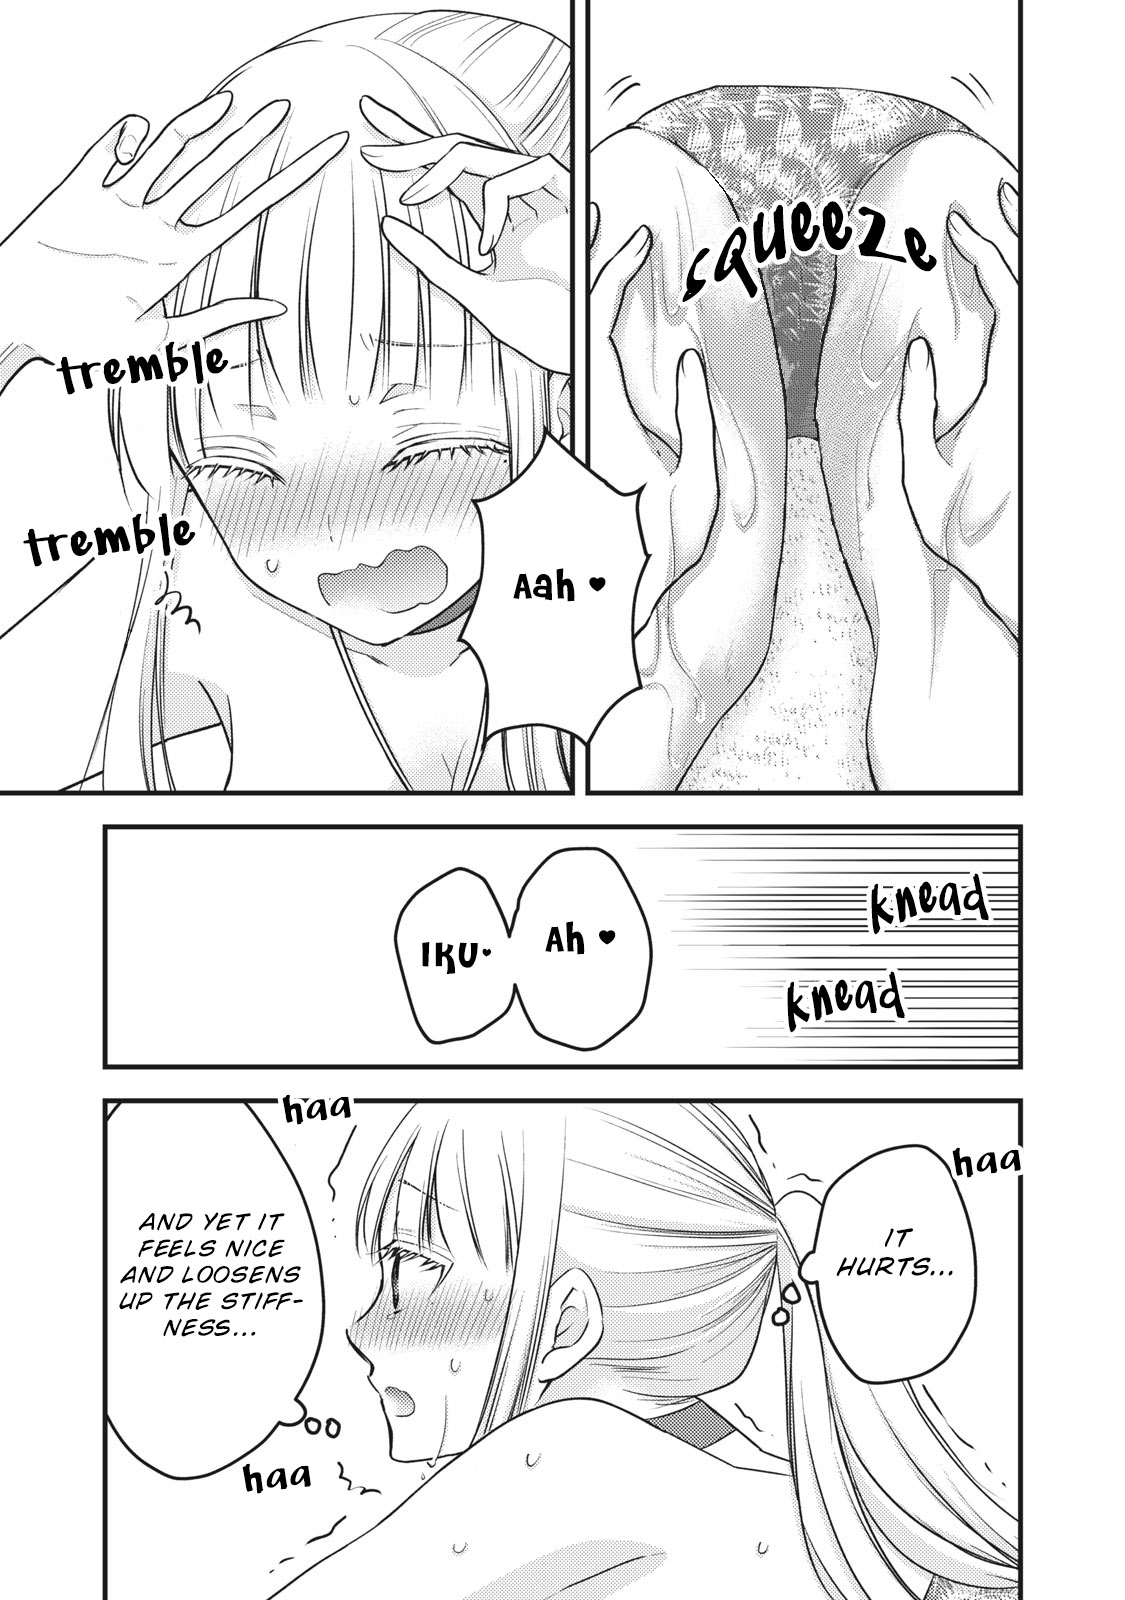 squeeze
Aah ♥
tremble
tremble
knead
knead
Ah ♥
Iku ♥
haa
IT
HURTS...
haa
AND YET IT
FEELS NICE
AND LOOSENS
UP THE STIFF-
NESS...
haa